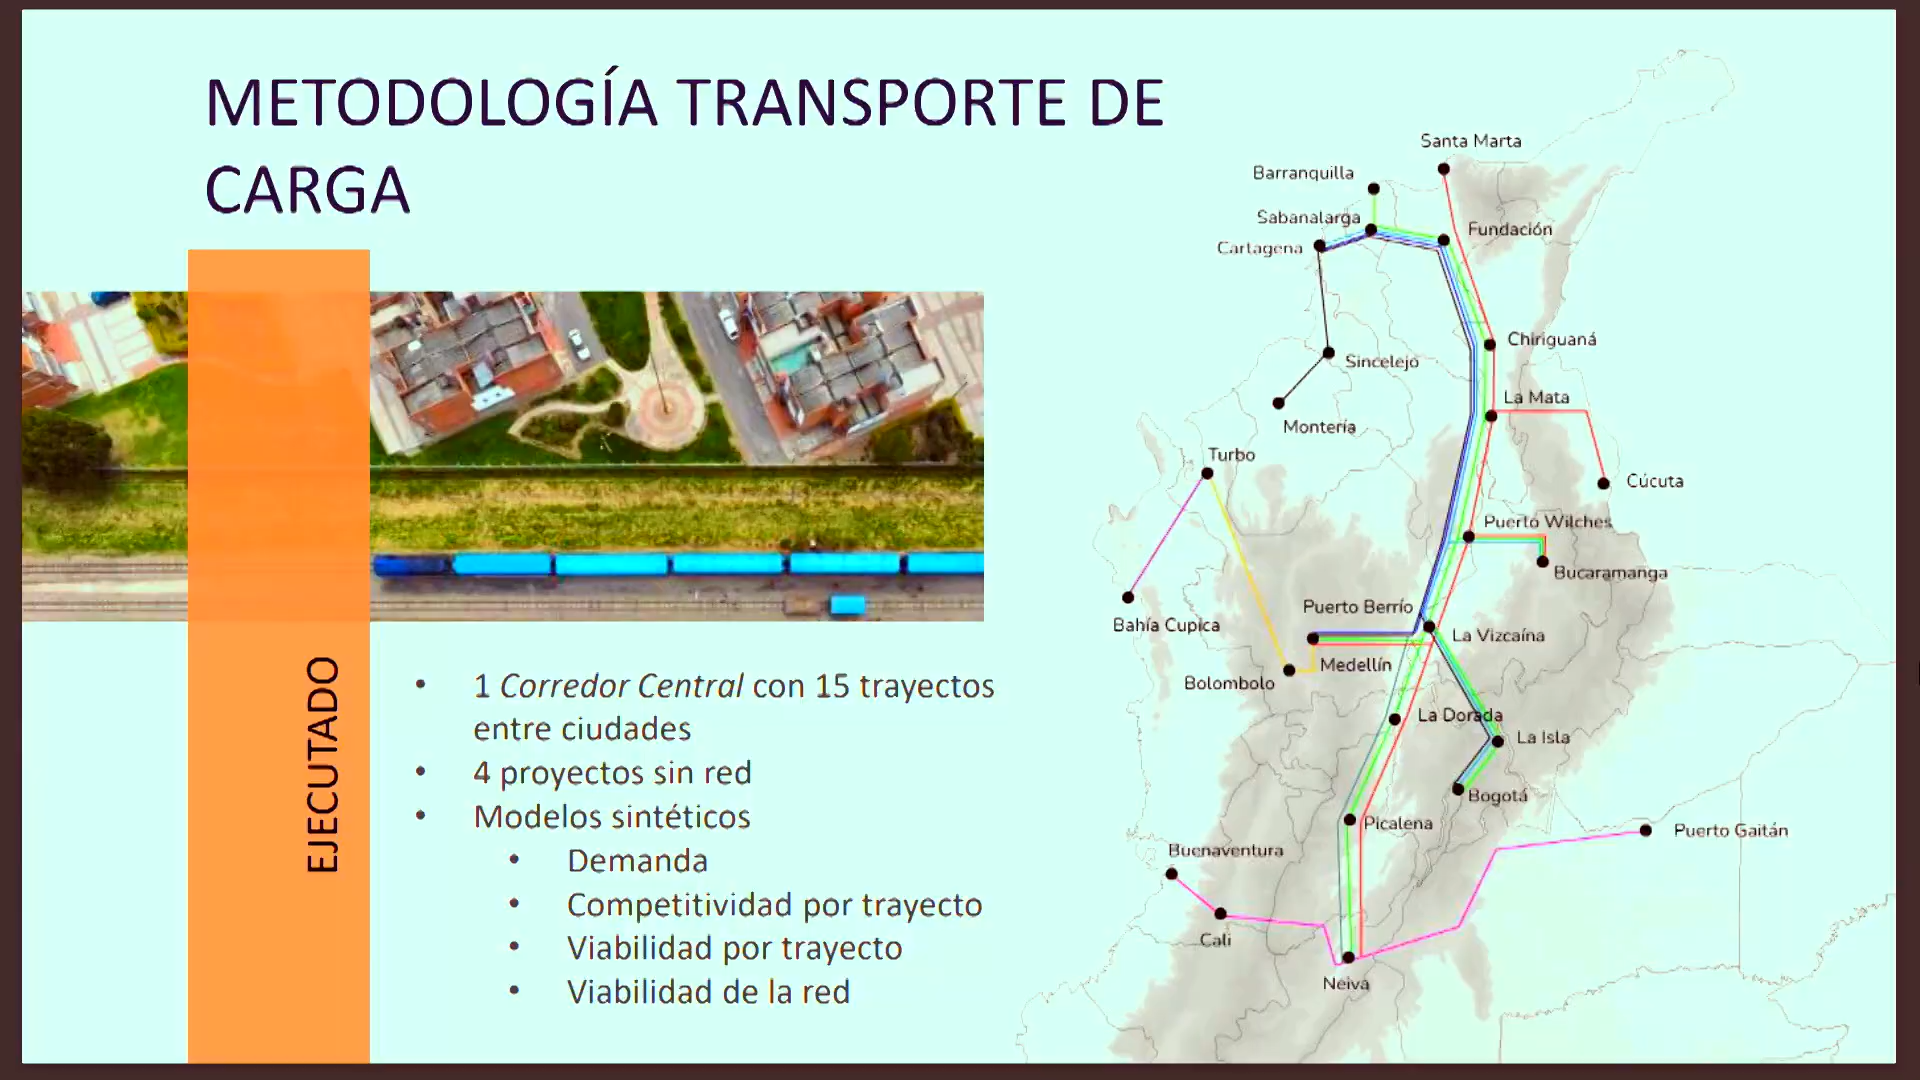 METODOLOGÍA TRANSPORTE DE
CARGA
EJECUTADO
• 1 Corredor Central con 15 trayectos
entre ciudades
• 4 proyectos sin red
• Modelos sintéticos
• Demanda
• Competitividad por trayecto
• Viabilidad por trayecto
• Viabilidad de la red
Santa Marta
Barranquilla
Sabanalarga
Fundación
Cartagena
Chiriguaná
Sincelejo
La Mata
Montería
Turbo
Cúcuta
Puerto Wilches
Bucaramanga
Puerto Berrío
Bahía Cupica
La Vizcaína
Medellín
Bolombolo
La Dorada
La Isla
Bogotá
Picalena
Puerto Gaitán
Buenaventura
Cali
Neiva